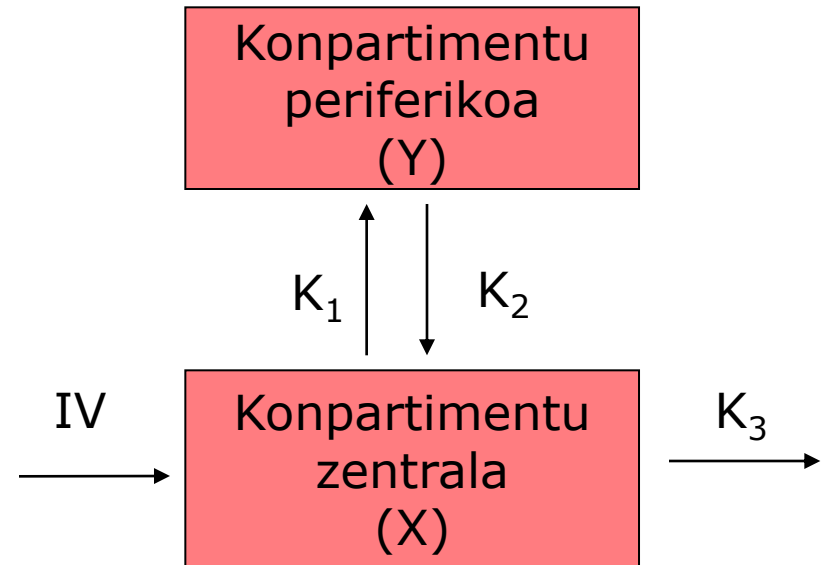 Konpartimentu
periferikoa
(Y)
K₁
K₂
IV
Konpartimentu
zentrala
(X)
K₃